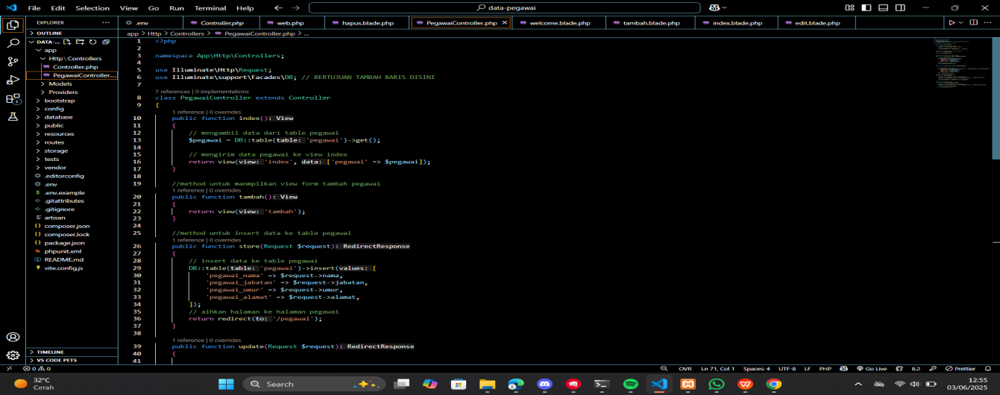 File Edit Selection View Go Run Terminal Help
data-pegawai
EXPLORER
.env
Controller.php
web.php
hapus.blade.php
PegawaiController.php
welcome.blade.php
tambah.blade.php
index.blade.php
edit.blade.php
OUTLINE
DATA-...
app
Http\Controllers
Controller.php
PegawaiController....
Models
Providers
bootstrap
config
database
public
resources
routes
storage
tests
vendor
.editorconfig
.env
.env.example
.gitattributes
.gitignore
artisan
composer.json
composer.lock
package.json
phpunit.xml
README.md
vite.config.js
TIMELINE
VS CODE PETS
app > Http > Controllers > PegawaiController.php > ...
1 <?php
2
3 namespace App\Http\Controllers;
4
5 use Illuminate\Http\Request;
6 use Illuminate\support\Facades\DB; // BERTUJUAN TAMBAH BARIS DISINI
7
7 references | 0 implementations
8 class PegawaiController extends Controller
9 {
1 reference | 0 overrides
10 public function index(): View
11 {
12 // mengambil data dari table pegawai
13 $pegawai = DB::table(table: 'pegawai')->get();
14
15 // mengirim data pegawai ke view index
16 return view(view: 'index', data: ['pegawai' => $pegawai]);
17 }
18
19 //method untuk manmpilkan view form tambah pegawai
1 reference | 0 overrides
20 public function tambah(): View
21 {
22 return view(view: 'tambah');
23 }
24
25 //method untuk insert data ke table pegawai
1 reference | 0 overrides
26 public function store(Request $request): RedirectResponse
27 {
28 // insert data ke table pegawai
29 DB::table(table: 'pegawai')->insert(values: [
30 'pegawai_nama' => $request->nama,
31 'pegawai_jabatan' => $request->jabatan,
32 'pegawai_umur' => $request->umur,
33 'pegawai_alamat' => $request->alamat,
34 ]);
35 // aihkan halaman ke halaman pegawai
36 return redirect(to: '/pegawai');
37 }
38
1 reference | 0 overrides
39 public function update(Request $request): RedirectResponse
40 {
41
0 0
OVR Ln 71, Col 1 Spaces: 4 UTF-8 LF PHP Go Live 8.2 Prettier
32°C
Cerah
Search
12:55
03/06/2025